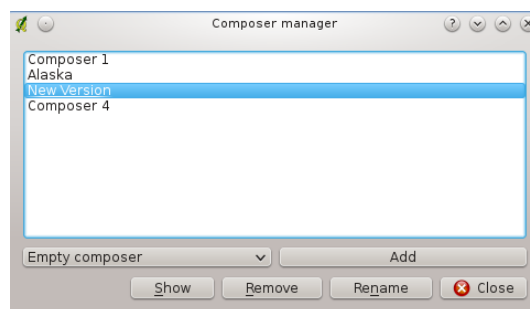 Composer manager
Composer 1
Alaska
New Version
Composer 4
Empty composer Add
Show Remove Rename Close